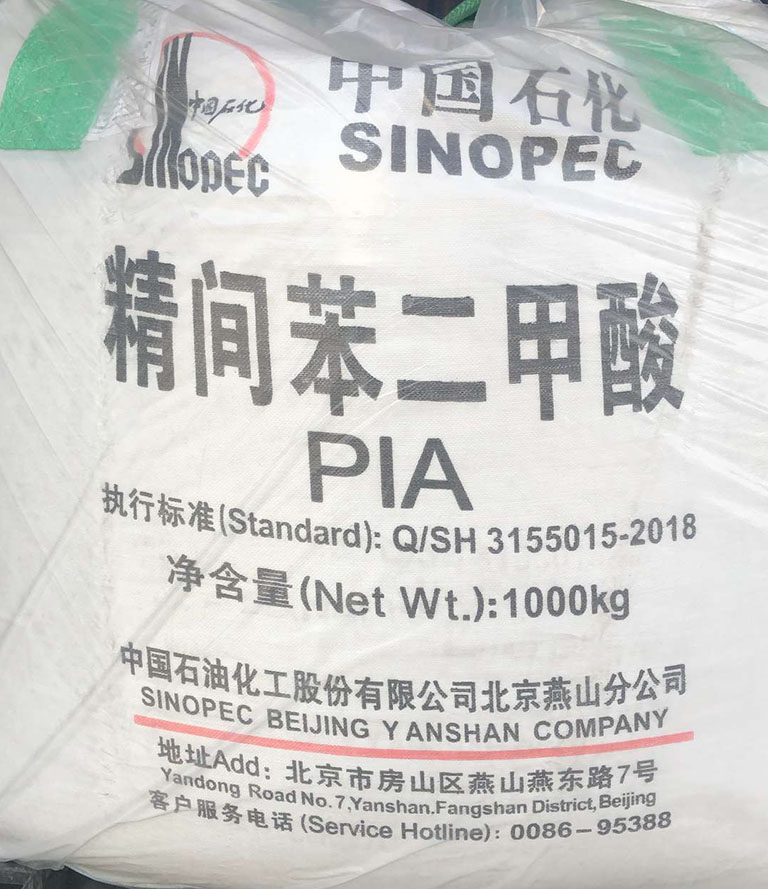 中国石化
SINOPEC
中国石化
SINOPEC
精间苯二甲酸
PIA
执行标准(Standard): Q/SH 3155015-2018
净含量(Net Wt.):1000kg
中国石油化工股份有限公司北京燕山分公司
SINOPEC BEIJING YANSHAN COMPANY
地址Add: 北京市房山区燕山燕东路7号
Yandong Road No.7,Yanshan.Fangshan District,Beijing
客户服务电话(Service Hotline): 0086-95388